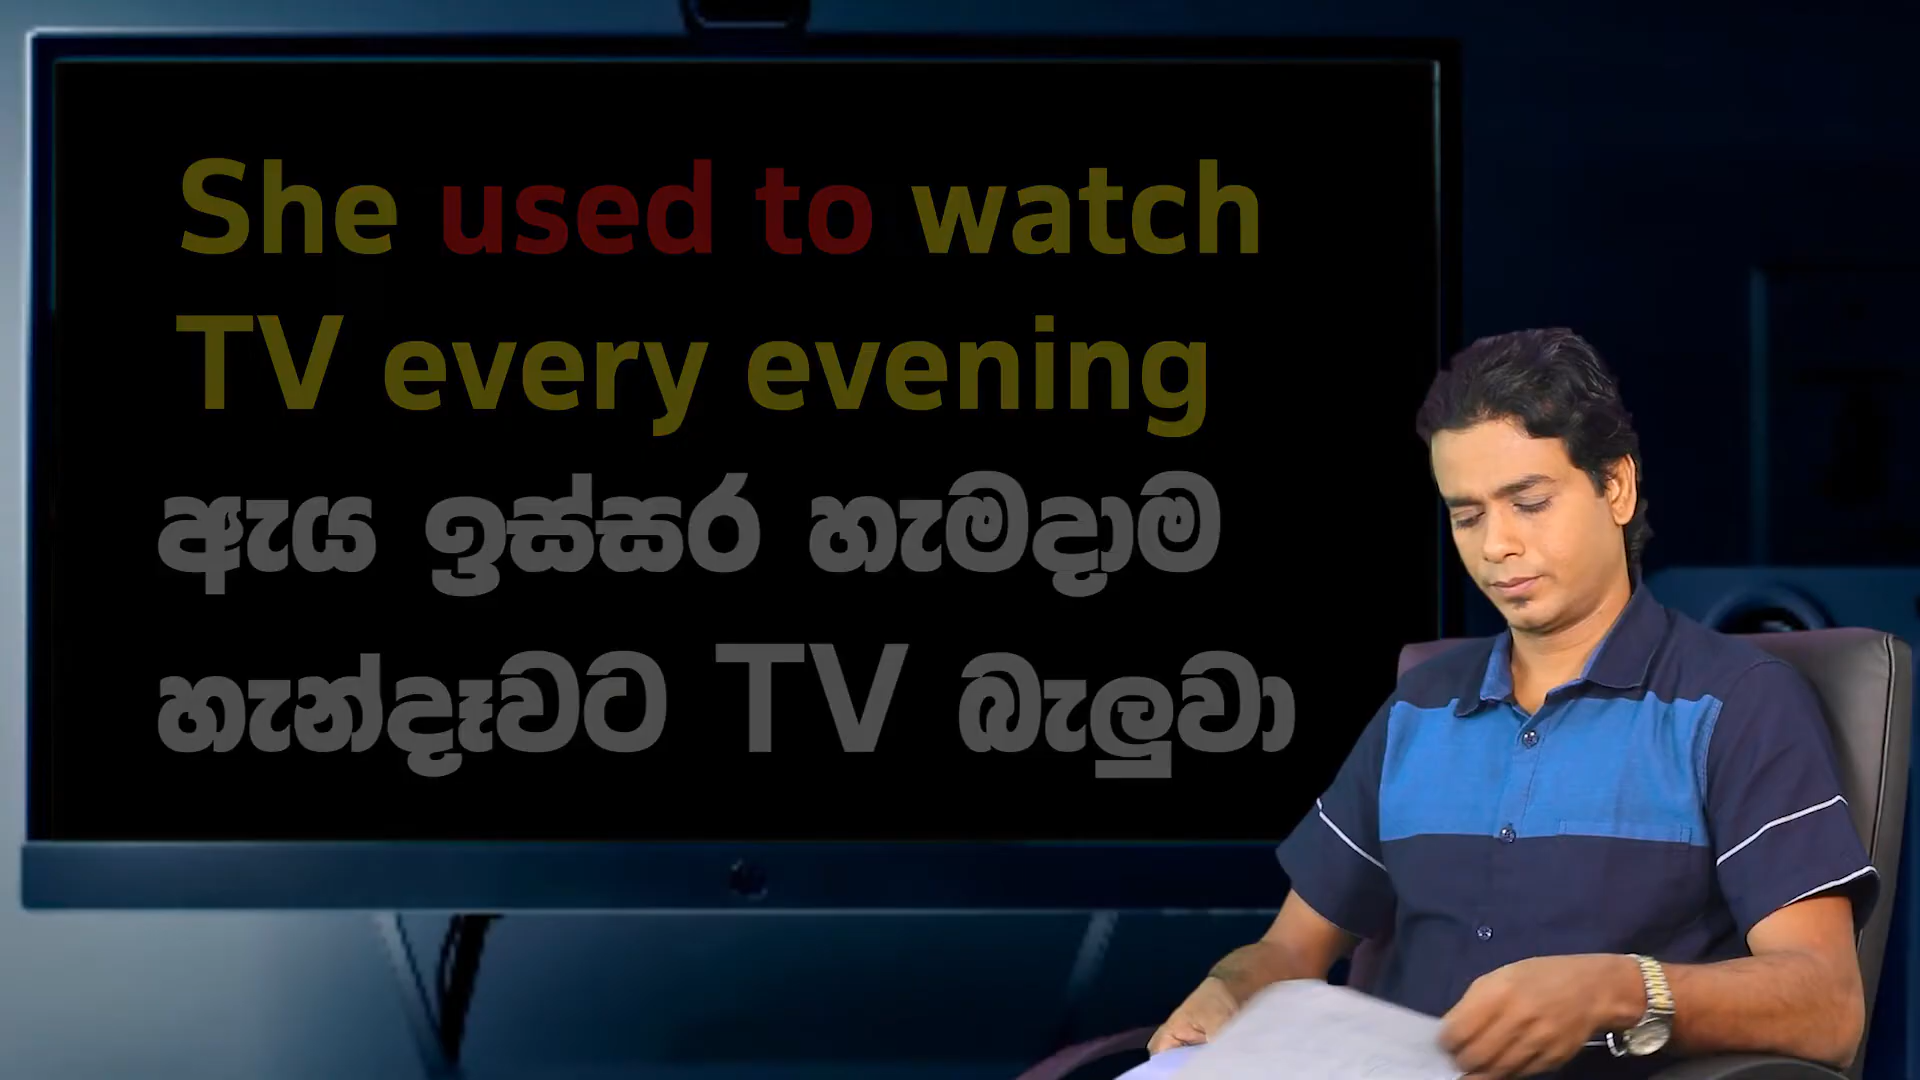 She used to watch
TV every evening
ඇය ඉස්සර හැමදාම
හැන්දෑවට TV බැලුවා